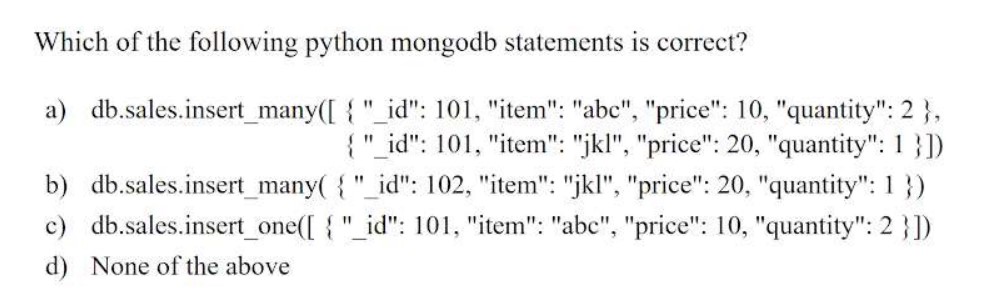 Which of the following python mongodb statements is correct?
a) db.sales.insert_many([ { "_id": 101, "item": "abc", "price": 10, "quantity": 2 },
{ "_id": 101, "item": "jkl", "price": 20, "quantity": 1 }])
b) db.sales.insert_many( { "_id": 102, "item": "jkl", "price": 20, "quantity": 1 })
c) db.sales.insert_one([ { "_id": 101, "item": "abc", "price": 10, "quantity": 2 }])
d) None of the above